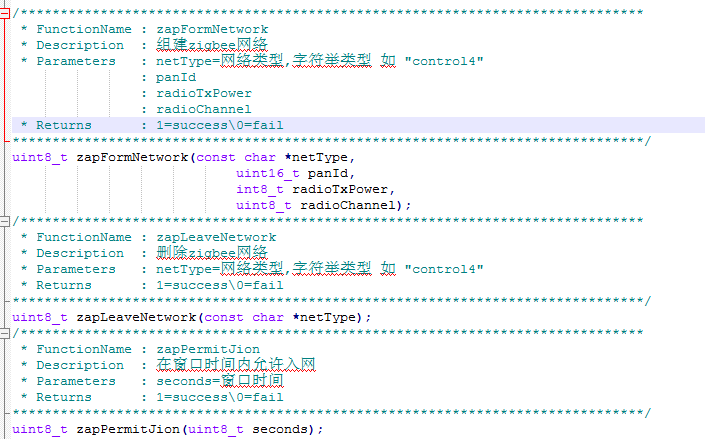 /******************************************************************************
* FunctionName : zapFormNetwork
* Description  : 组建zigbee网络
* Parameters   : netType=网络类型,字符举类型 如 "control4"
               : panId
               : radioTxPower
               : radioChannel
* Returns      : 1=success\0=fail
*******************************************************************************/
uint8_t zapFormNetwork(const char *netType,
                            uint16_t panId,
                            int8_t radioTxPower,
                            uint8_t radioChannel);
/******************************************************************************
* FunctionName : zapLeaveNetwork
* Description  : 删除zigbee网络
* Parameters   : netType=网络类型,字符举类型 如 "control4"
* Returns      : 1=success\0=fail
*******************************************************************************/
uint8_t zapLeaveNetwork(const char *netType);
/******************************************************************************
* FunctionName : zapPermitJion
* Description  : 在窗口时间内允许入网
* Parameters   : seconds=窗口时间
* Returns      : 1=success\0=fail
*******************************************************************************/
uint8_t zapPermitJion(uint8_t seconds);